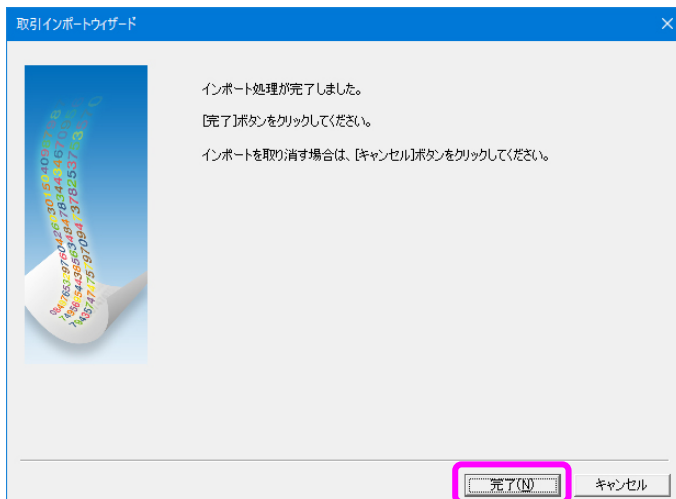 取引インポートウィザード
インポート処理が完了しました。
[完了]ボタンをクリックしてください。
インポートを取り消す場合は、[キャンセル]ボタンをクリックしてください。
完了(N)
キャンセル